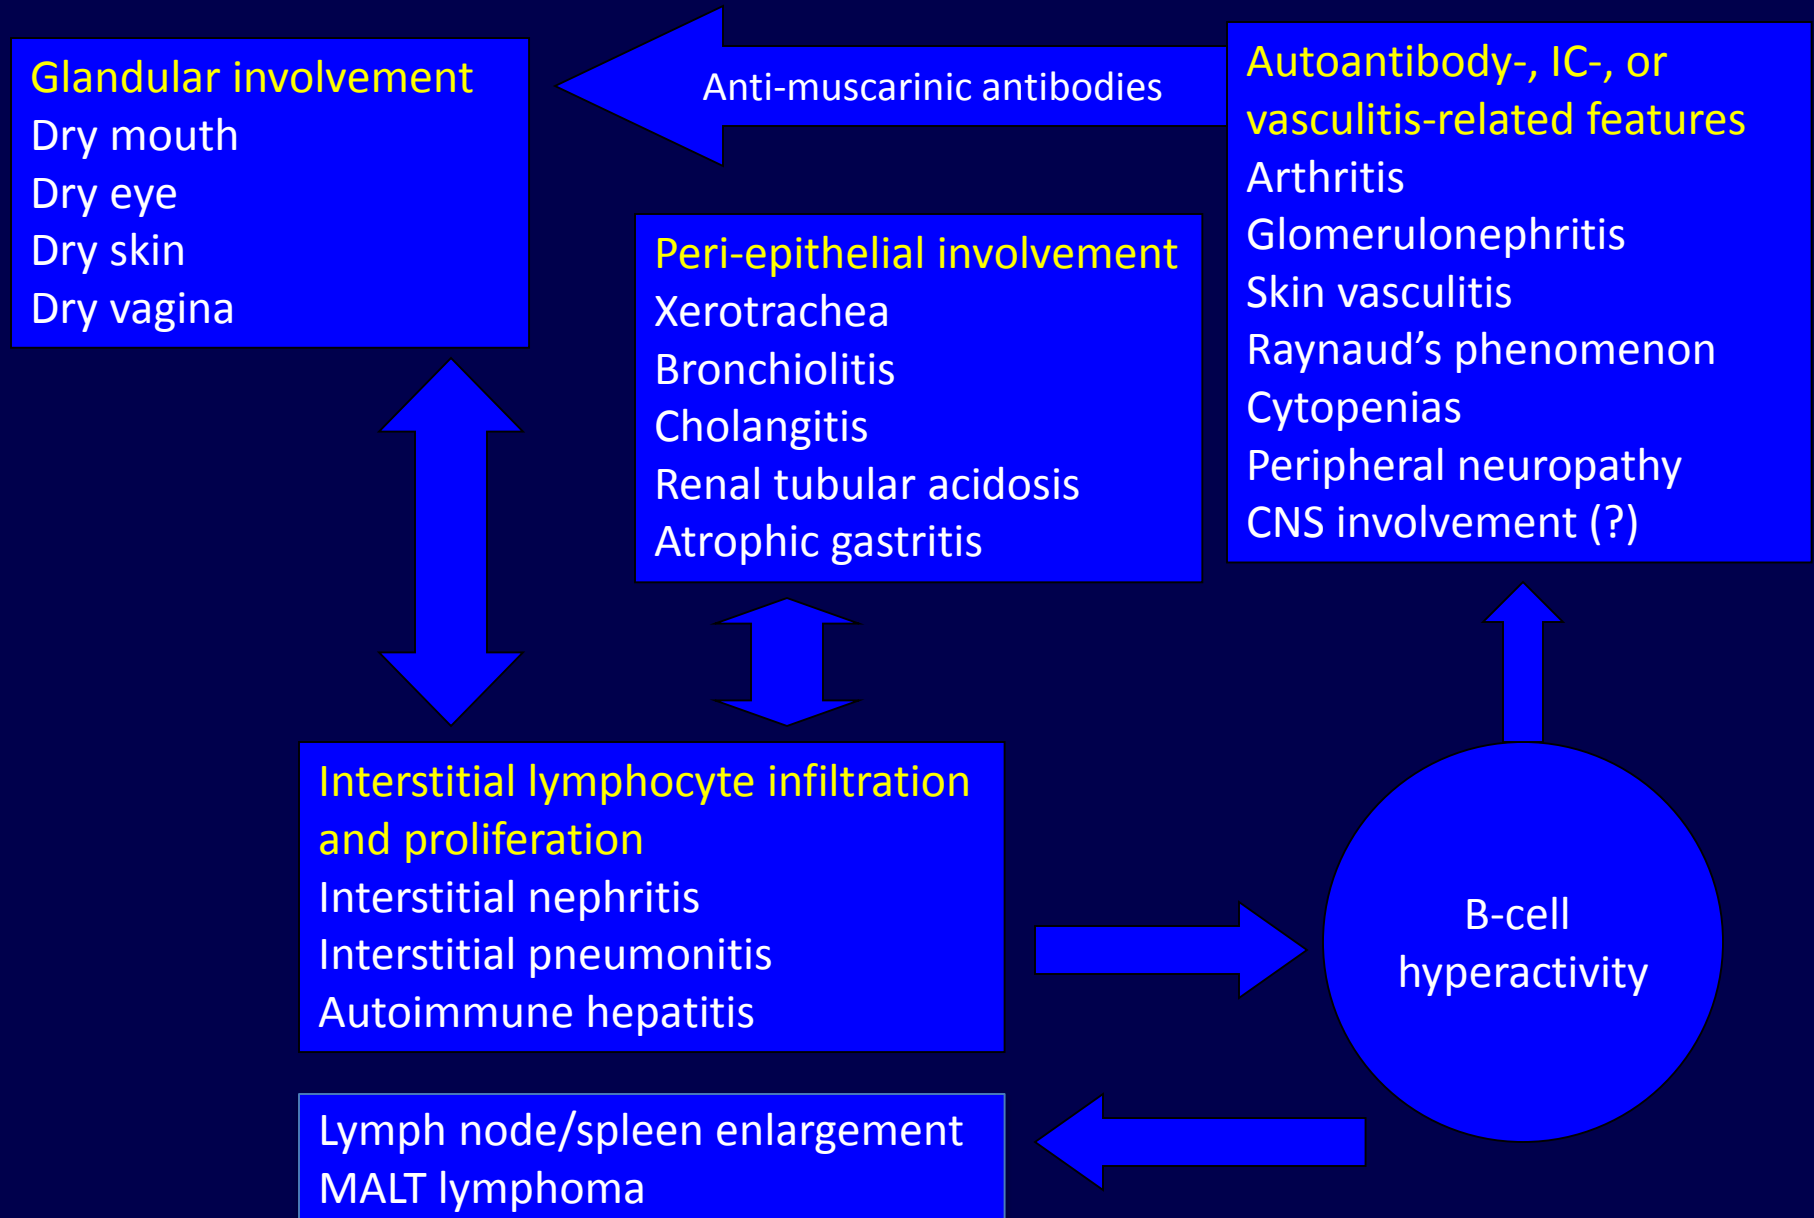 Glandular involvement
Dry mouth
Dry eye
Dry skin
Dry vagina
Anti-muscarinic antibodies
Autoantibody-, IC-, or
vasculitis-related features
Arthritis
Glomerulonephritis
Skin vasculitis
Raynaud’s phenomenon
Cytopenias
Peripheral neuropathy
CNS involvement (?)
Peri-epithelial involvement
Xerotrachea
Bronchiolitis
Cholangitis
Renal tubular acidosis
Atrophic gastritis
Interstitial lymphocyte infiltration
and proliferation
Interstitial nephritis
Interstitial pneumonitis
Autoimmune hepatitis
B-cell
hyperactivity
Lymph node/spleen enlargement
MALT lymphoma